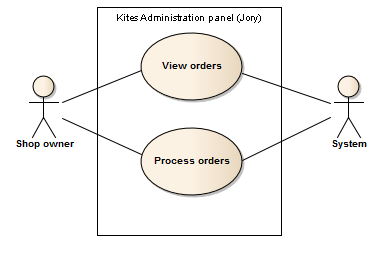 Kites Administration panel (Jory)
View orders
Shop owner
System
Process orders